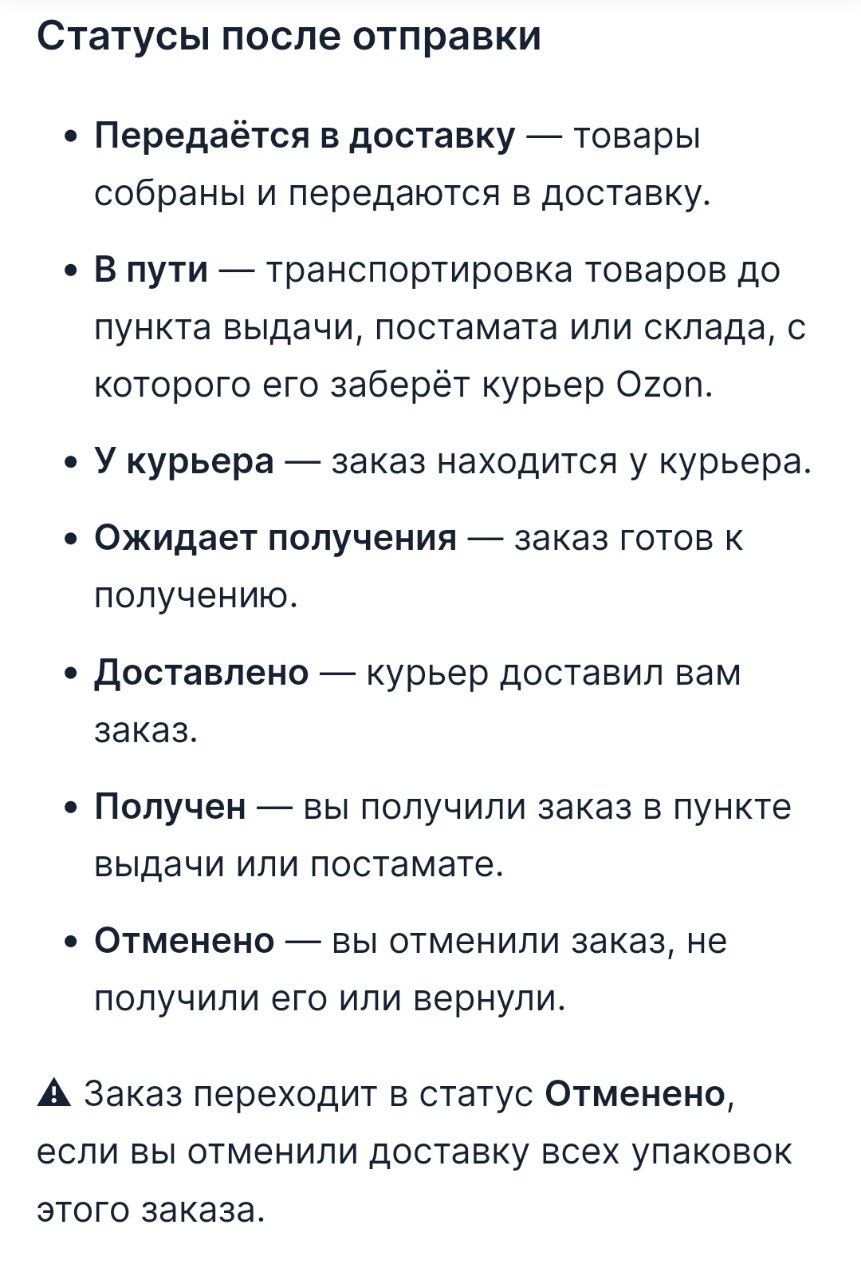 Статусы после отправки
• Передаётся в доставку — товары
собраны и передаются в доставку.
• В пути — транспортировка товаров до
пункта выдачи, постамата или склада, с
которого его заберёт курьер Ozon.
• У курьера — заказ находится у курьера.
• Ожидает получения — заказ готов к
получению.
• Доставлено — курьер доставил вам
заказ.
• Получен — вы получили заказ в пункте
выдачи или постамате.
• Отменено — вы отменили заказ, не
получили его или вернули.
⚠ Заказ переходит в статус Отменено,
если вы отменили доставку всех упаковок
этого заказа.